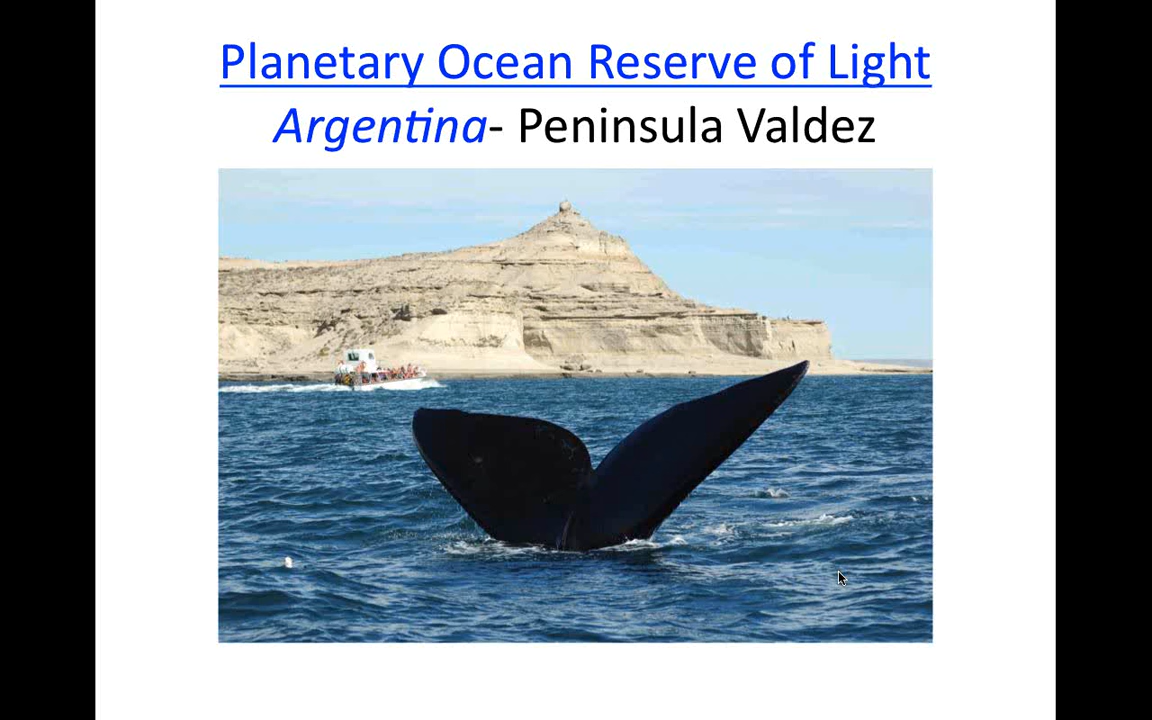 Planetary Ocean Reserve of Light
Argentina- Peninsula Valdez